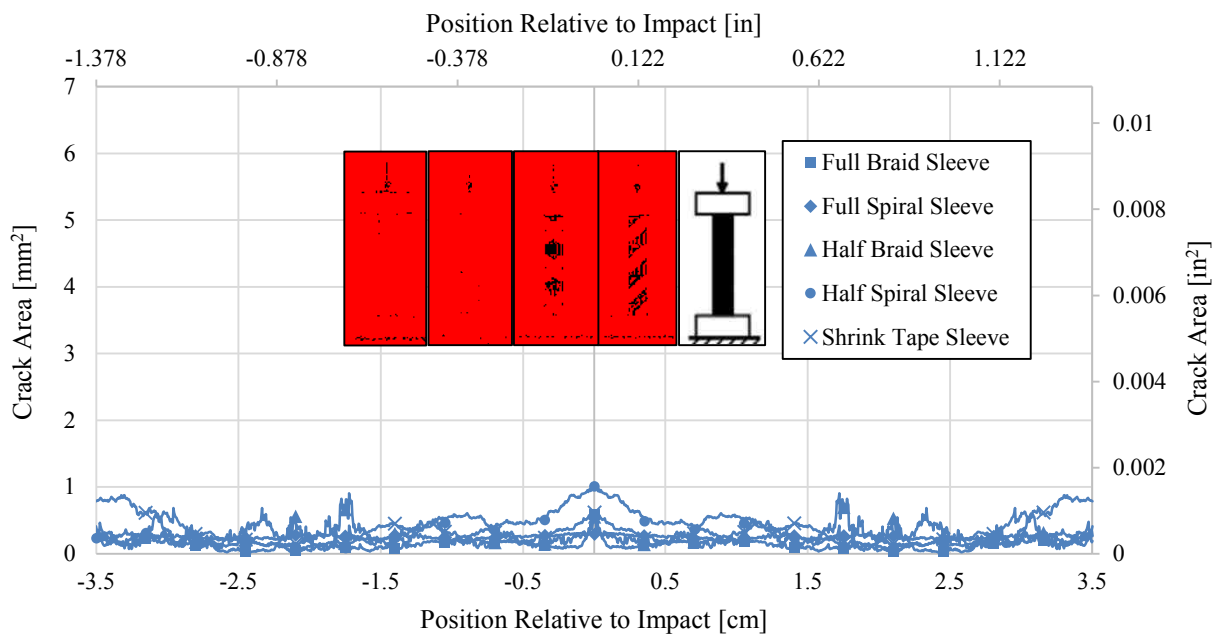 Position Relative to Impact [in]
-1.378 -0.878 -0.378 0.122 0.622 1.122
7
6
5
4
3
2
1
0
Crack Area [mm²]
0.01
0.008
0.006
0.004
0.002
0
Crack Area [in²]
Full Braid Sleeve
Full Spiral Sleeve
Half Braid Sleeve
Half Spiral Sleeve
Shrink Tape Sleeve
-3.5 -2.5 -1.5 -0.5 0.5 1.5 2.5 3.5
Position Relative to Impact [cm]